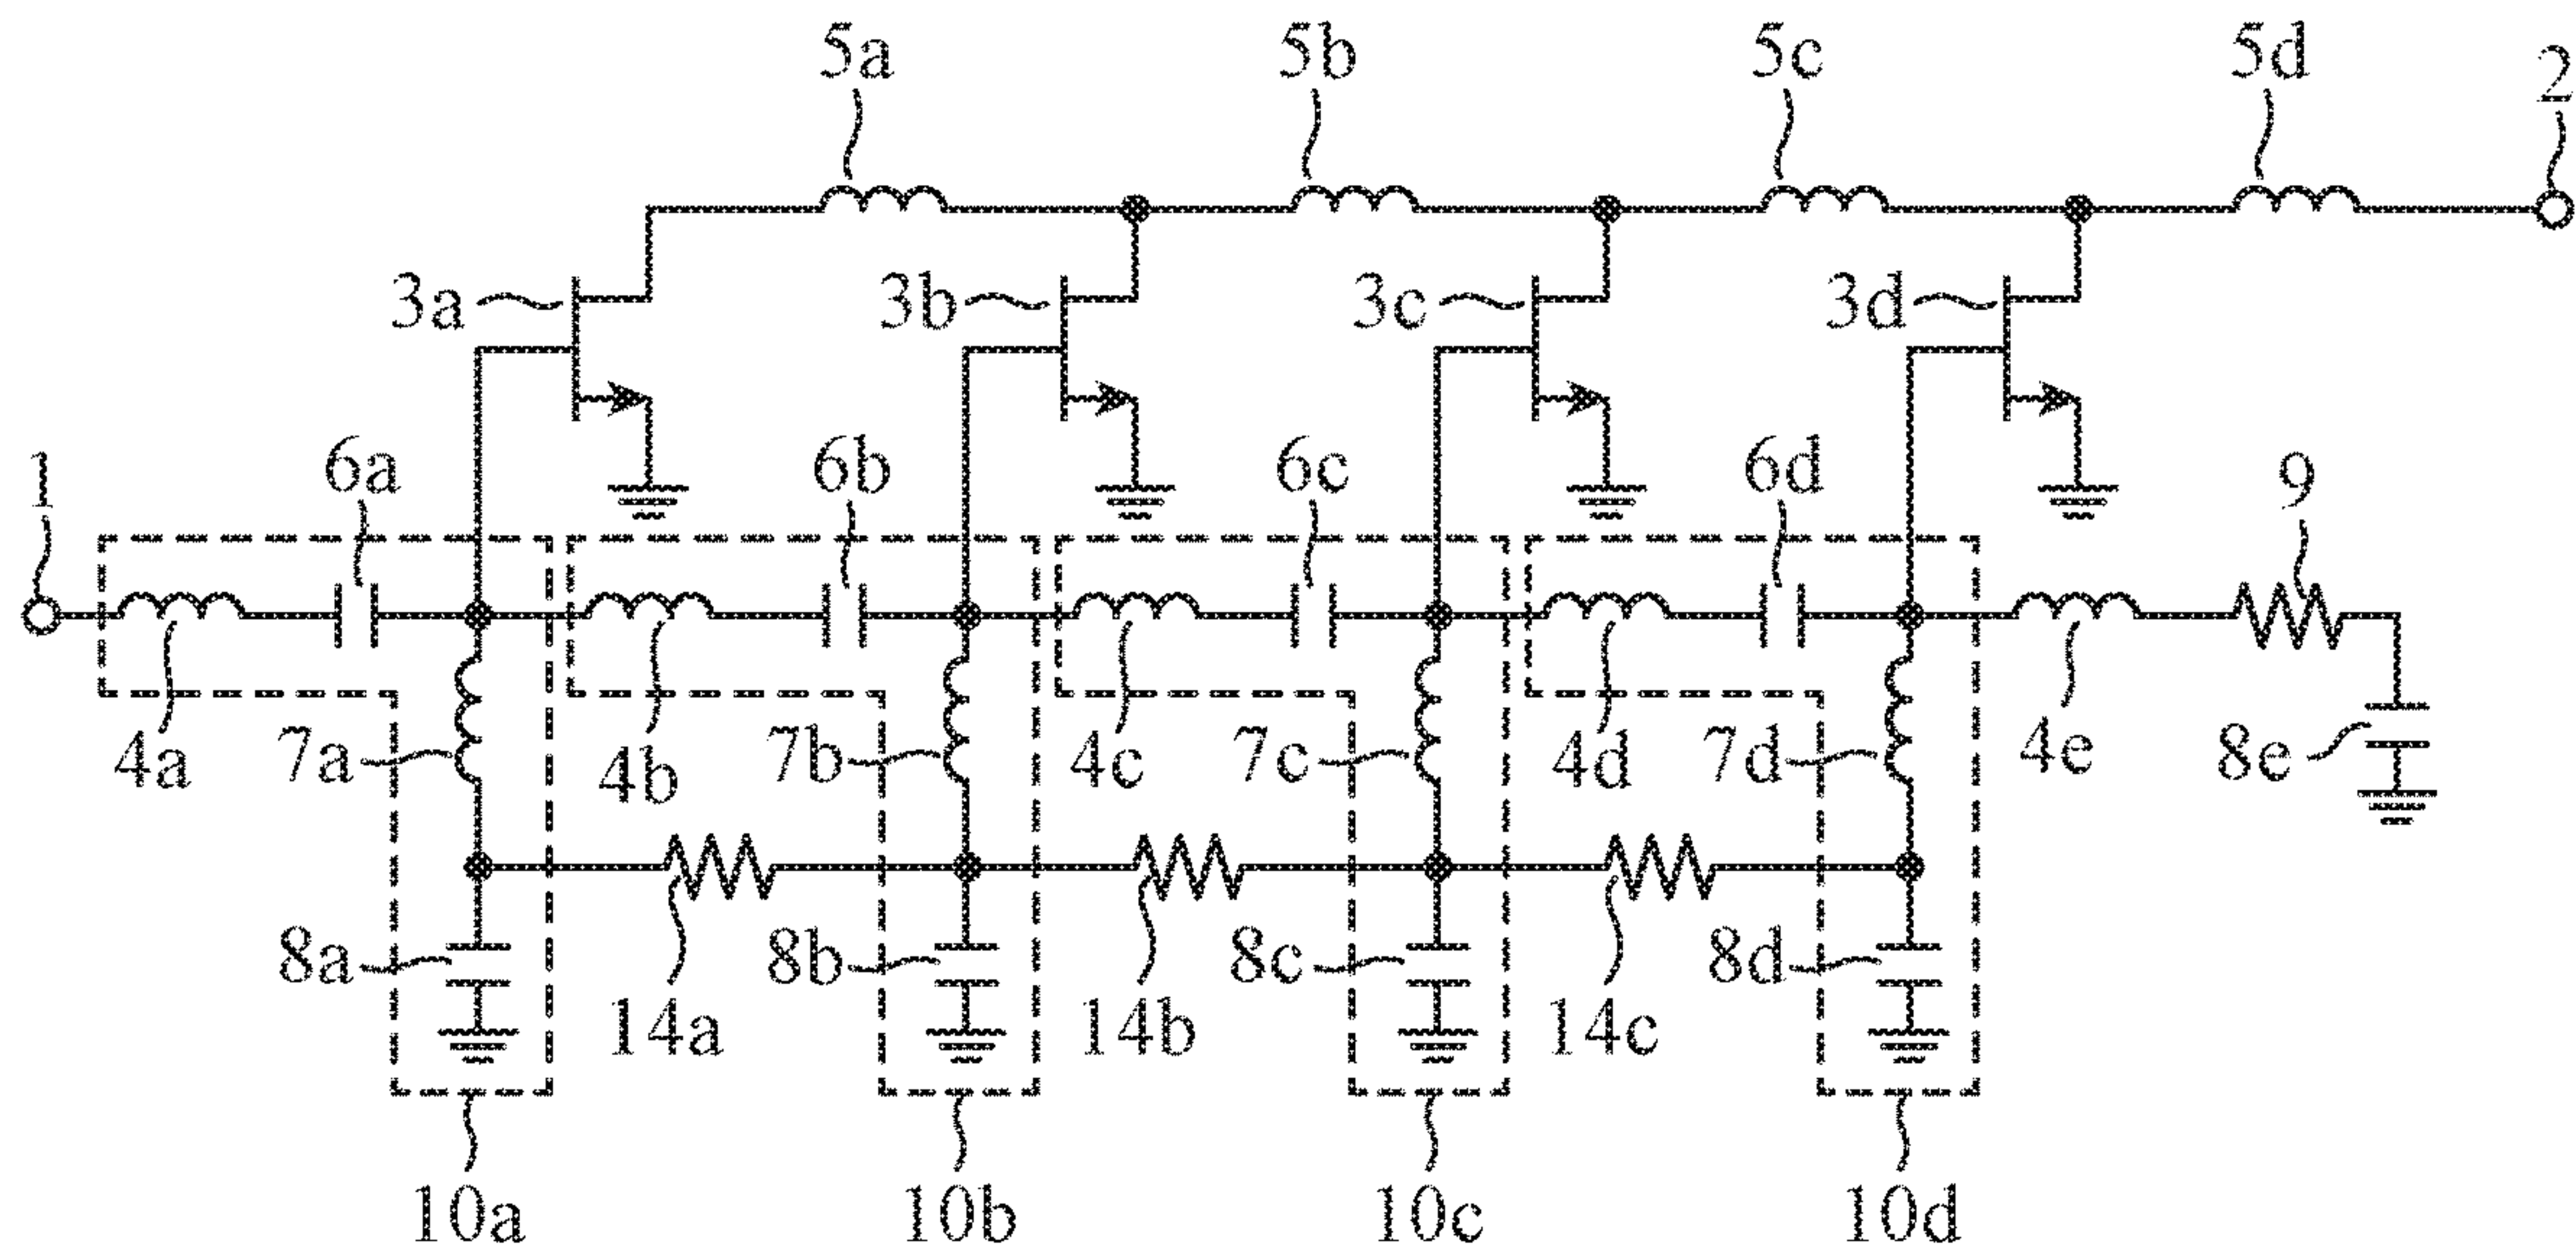 5a 5b 5c 5d 2
3a 3b 3c 3d
1 6a 6b 6c 6d 9
4a 7a 4b 7b 4c 7c 4d 7d 4e 8e
8a 14a 8b 14b 8c 14c 8d
10a 10b 10c 10d